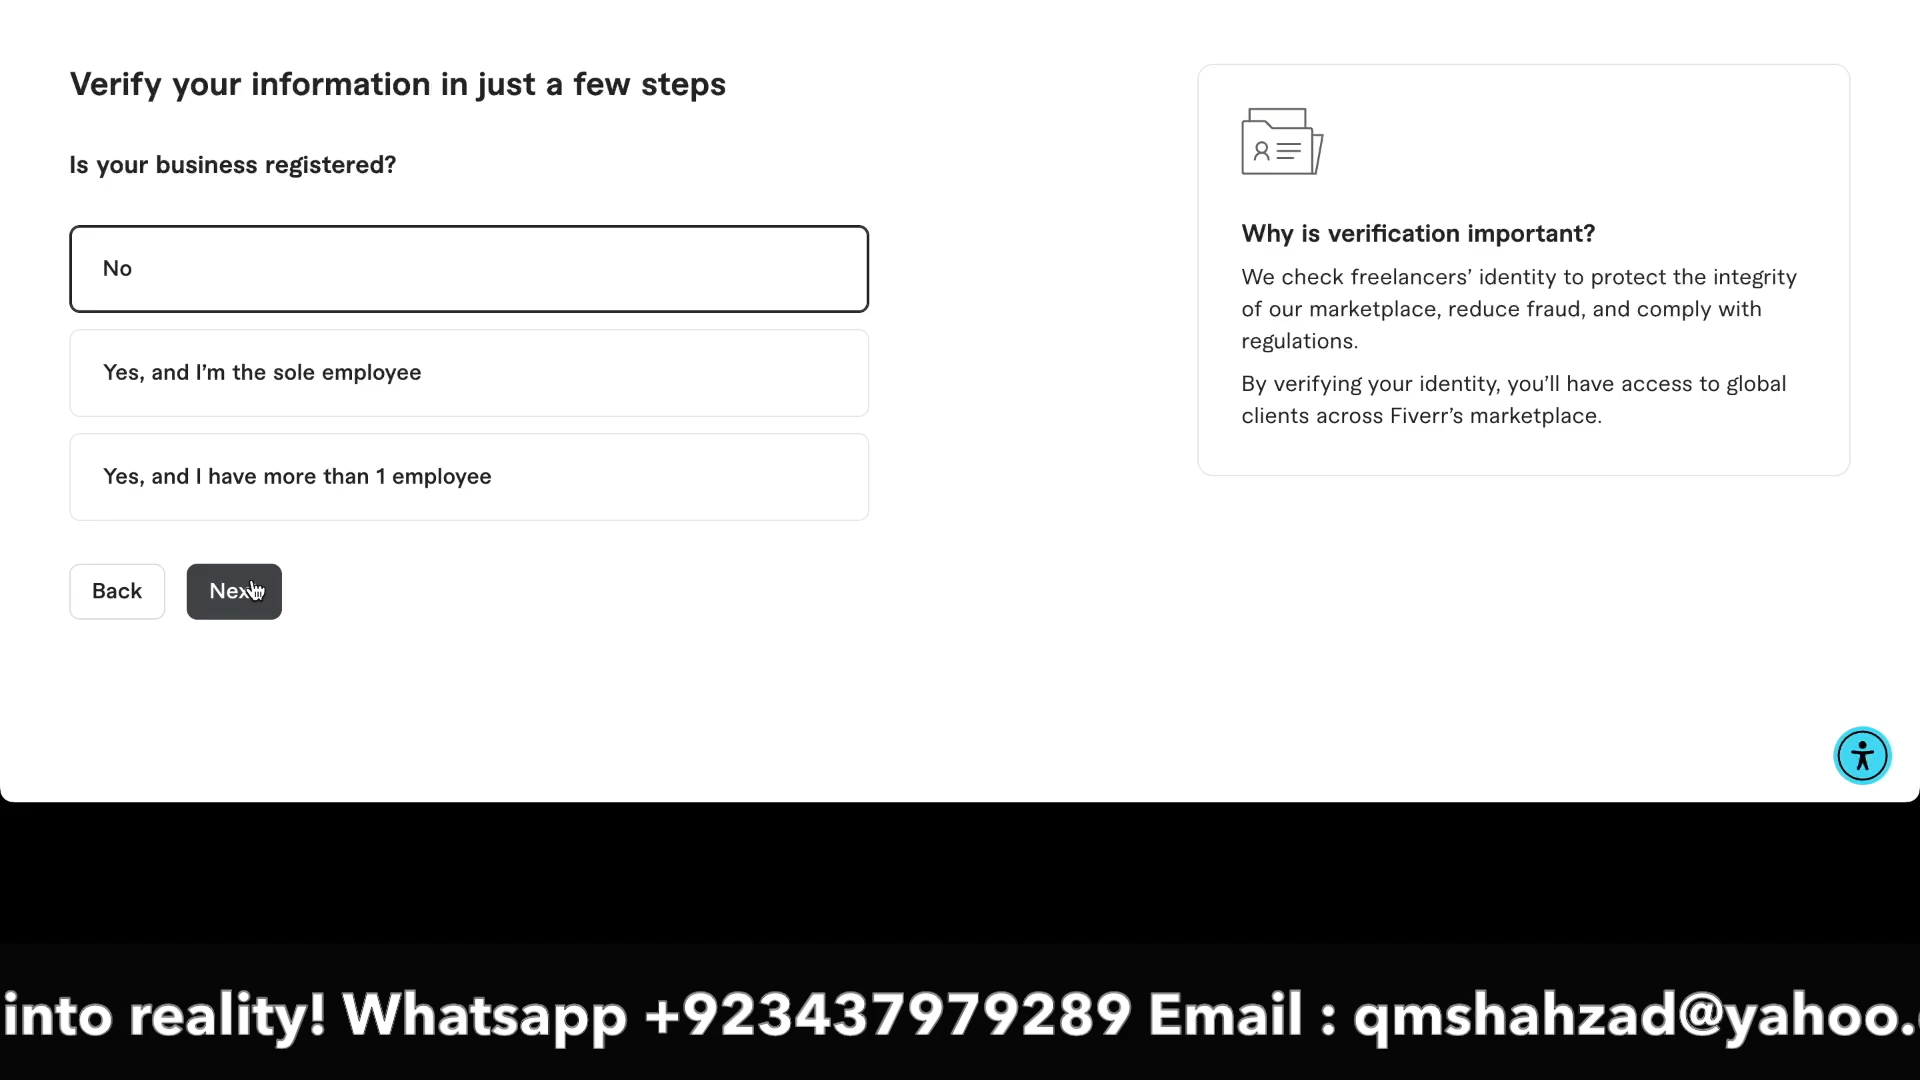 Verify your information in just a few steps
Is your business registered?
No
Yes, and I’m the sole employee
Yes, and I have more than 1 employee
Back
Next
Why is verification important?
We check freelancers’ identity to protect the integrity
of our marketplace, reduce fraud, and comply with
regulations.
By verifying your identity, you’ll have access to global
clients across Fiverr’s marketplace.
into reality! Whatsapp +923437979289 Email : qmshahzad@yahoo.